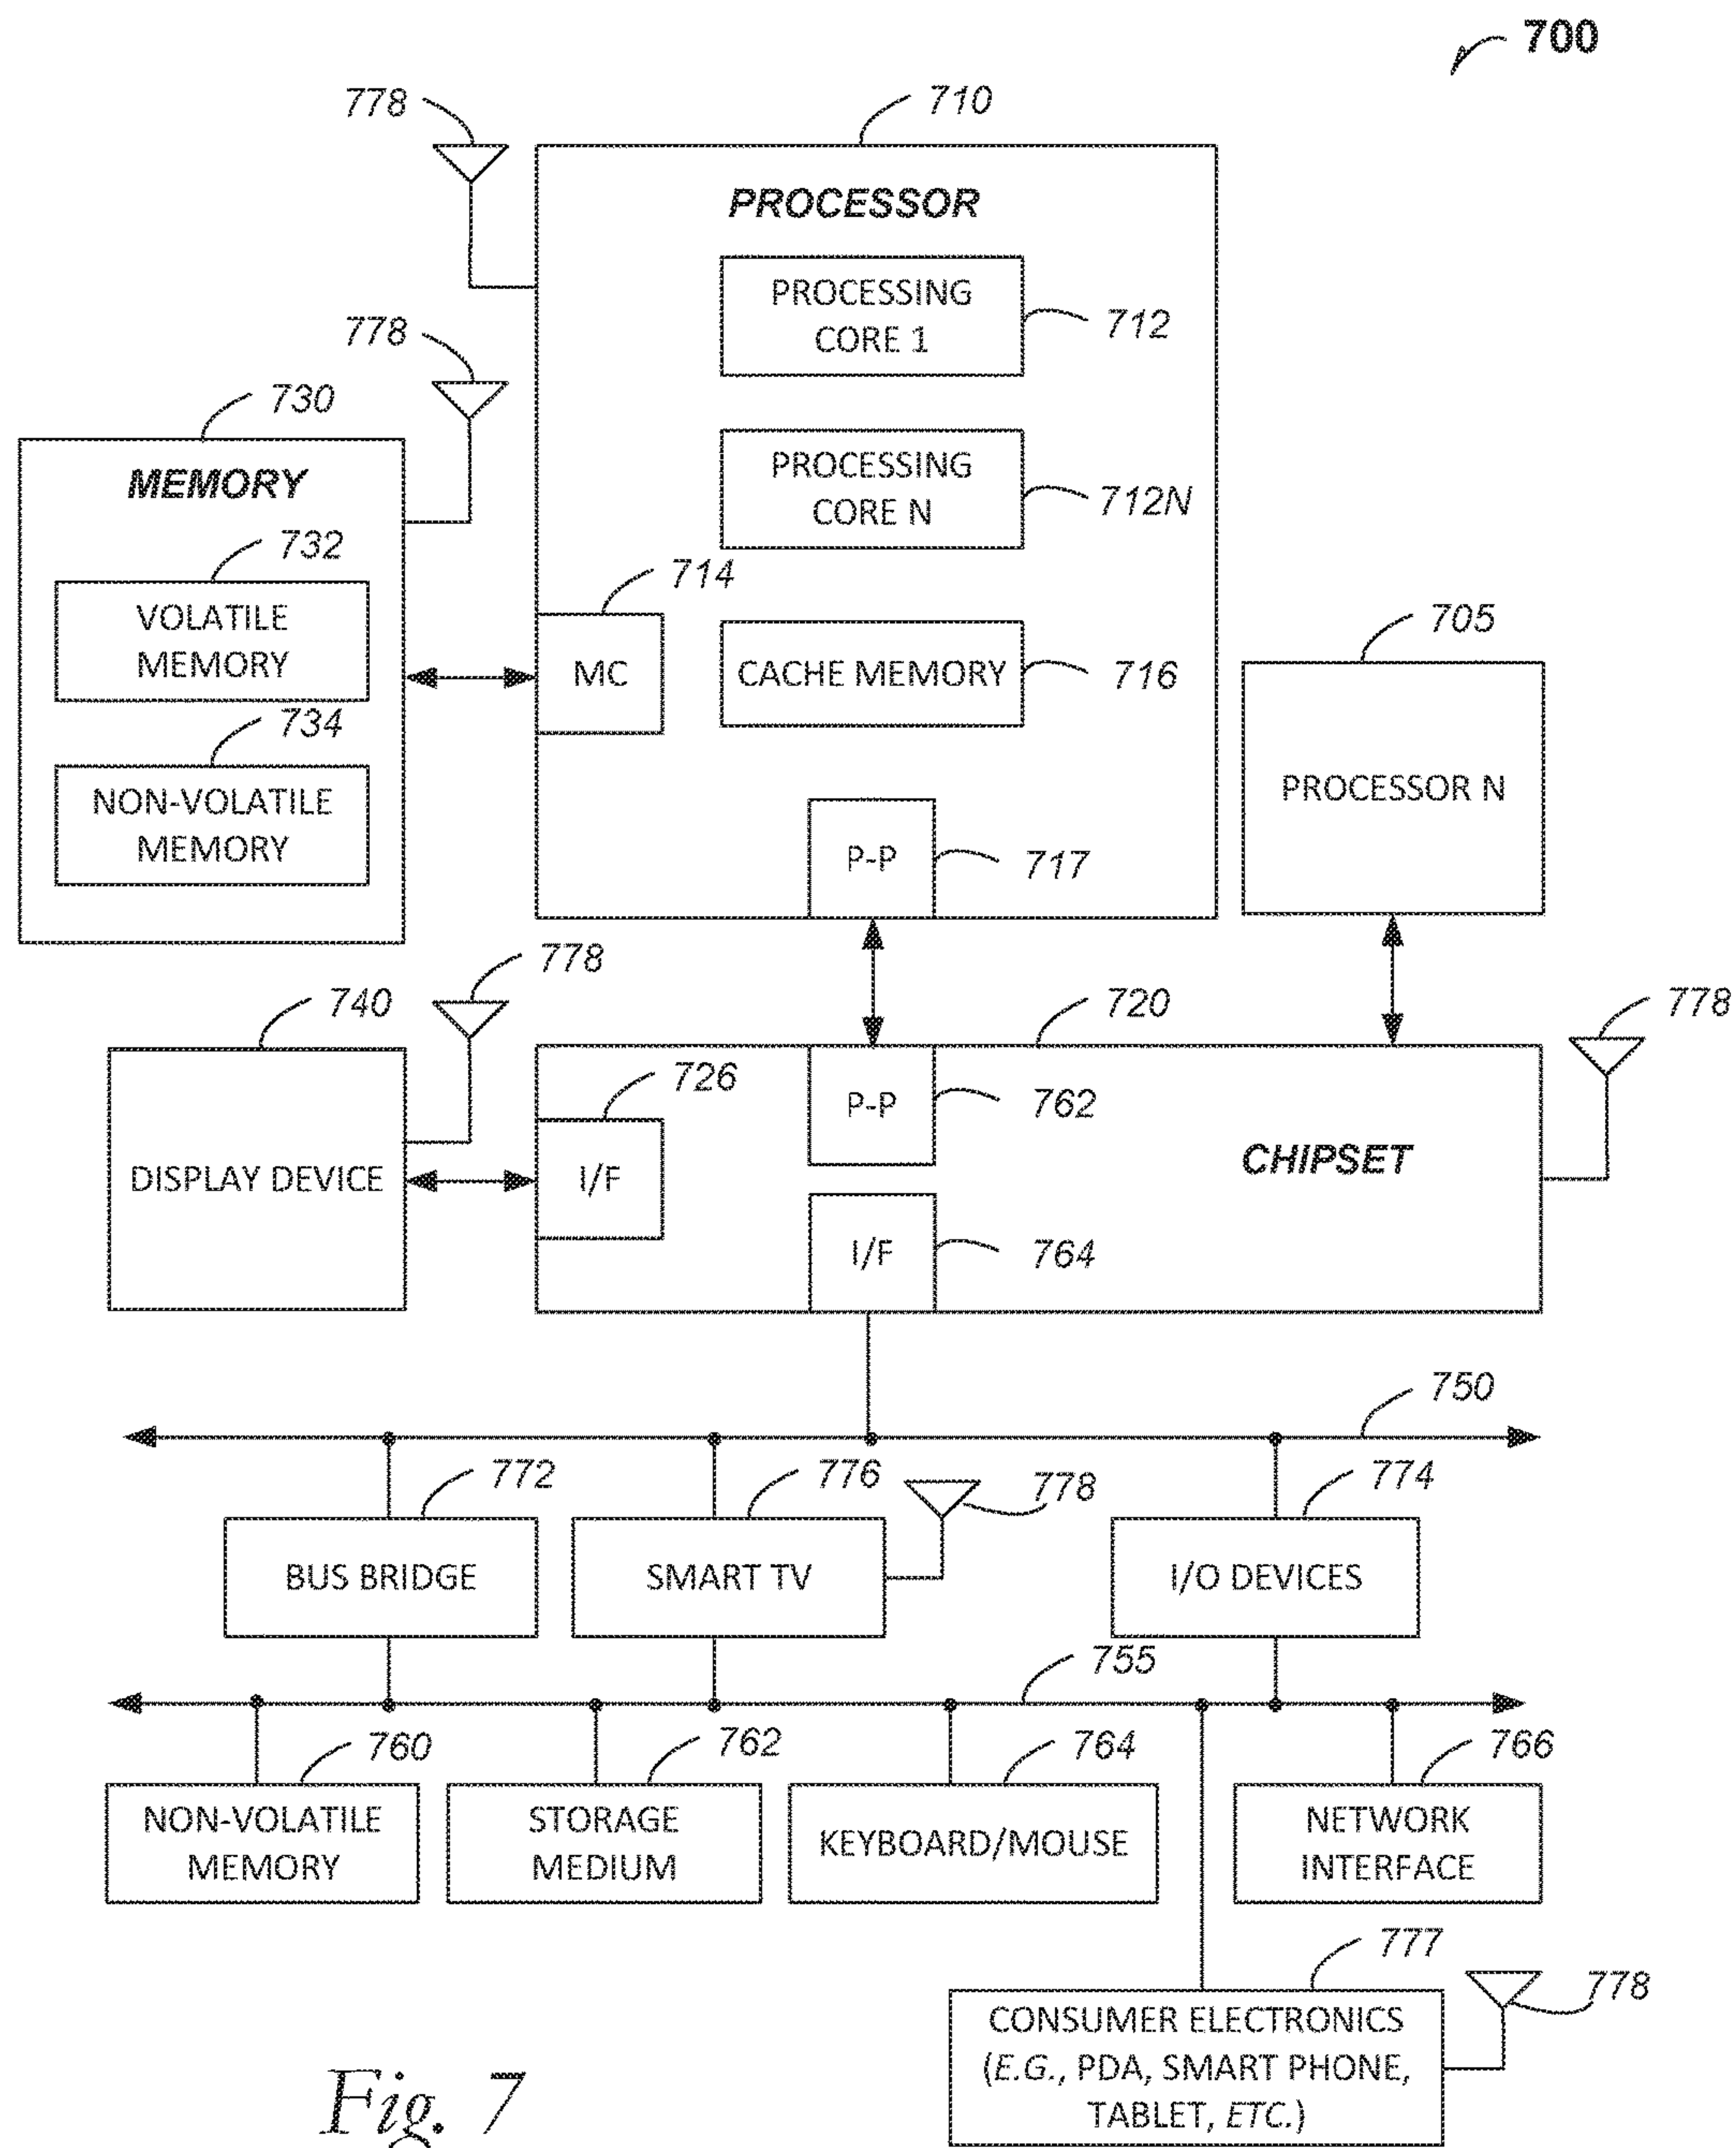 700
778
710
PROCESSOR
PROCESSING
CORE 1
712
778
730
MEMORY
PROCESSING
CORE N
712N
732
VOLATILE
MEMORY
714
MC
CACHE MEMORY
716
705
PROCESSOR N
734
NON-VOLATILE
MEMORY
P-P
717
778
740
DISPLAY DEVICE
720
778
726
I/F
P-P
762
CHIPSET
I/F
764
750
772
BUS BRIDGE
776
SMART TV
778
774
I/O DEVICES
755
760
NON-VOLATILE
MEMORY
762
STORAGE
MEDIUM
764
KEYBOARD/MOUSE
766
NETWORK
INTERFACE
777
CONSUMER ELECTRONICS
(E.G., PDA, SMART PHONE,
TABLET, ETC.)
778
Fig. 7